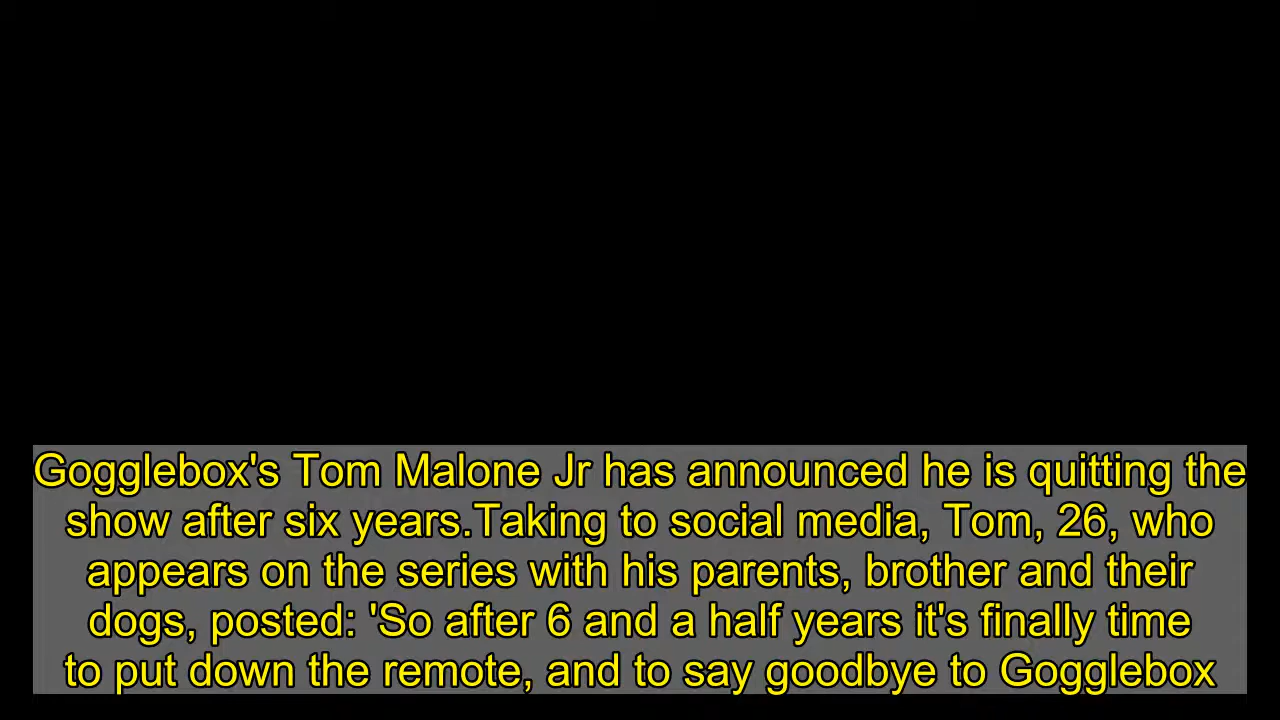 Gogglebox's Tom Malone Jr has announced he is quitting the
show after six years.Taking to social media, Tom, 26, who
appears on the series with his parents, brother and their
dogs, posted: 'So after 6 and a half years it's finally time
to put down the remote, and to say goodbye to Gogglebox